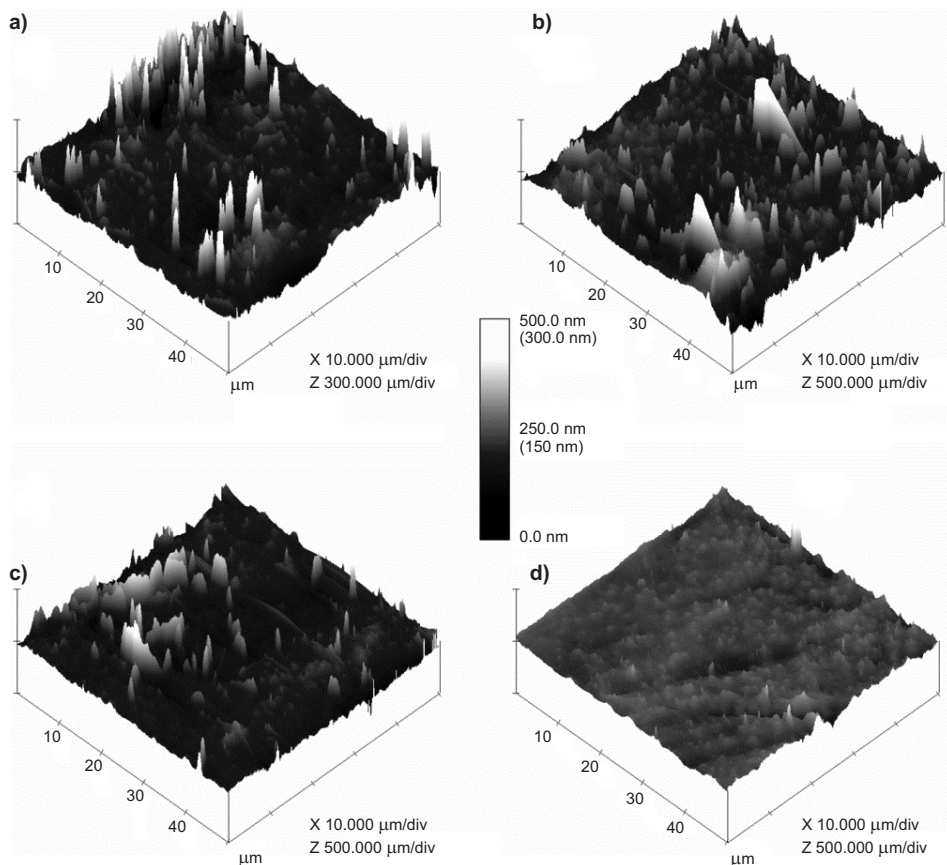 a)
b)
10
20
30
40
μm
X 10.000 μm/div
Z 300.000 μm/div
10
20
30
40
μm
X 10.000 μm/div
Z 500.000 μm/div
500.0 nm
(300.0 nm)
250.0 nm
(150 nm)
0.0 nm
c)
d)
10
20
30
40
μm
X 10.000 μm/div
Z 500.000 μm/div
10
20
30
40
μm
X 10.000 μm/div
Z 500.000 μm/div